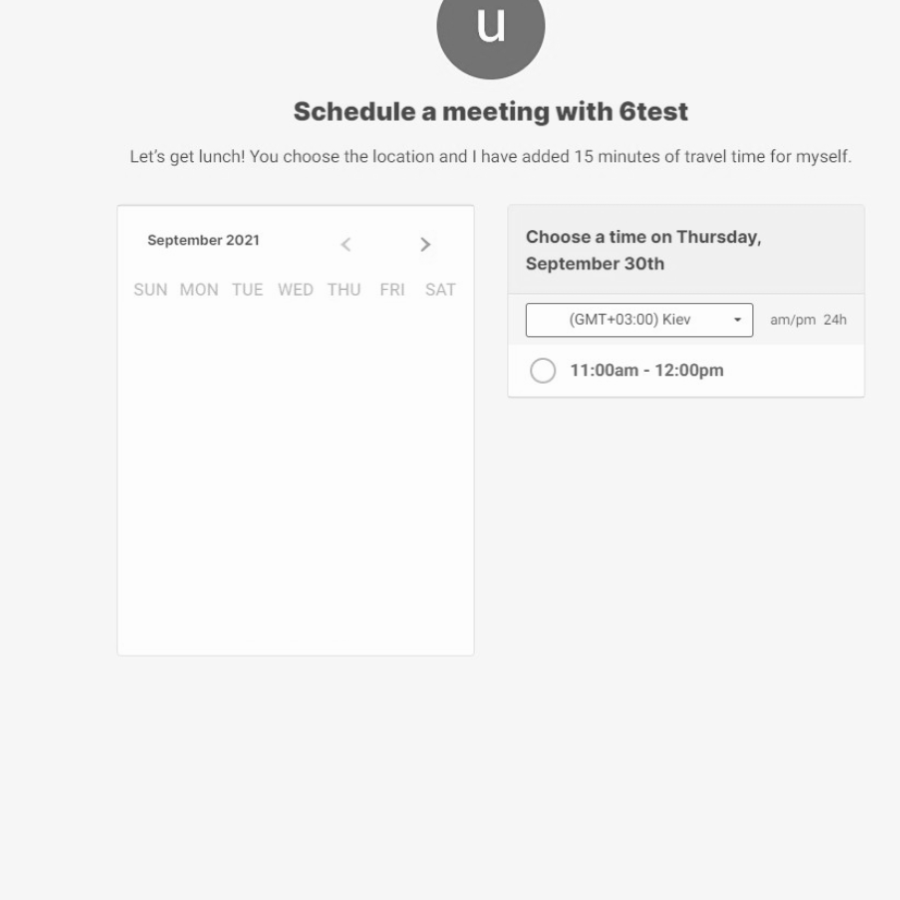 u
Schedule a meeting with 6test
Let's get lunch! You choose the location and I have added 15 minutes of travel time for myself.
September 2021
SUN MON TUE WED THU FRI SAT
Choose a time on Thursday,
September 30th
(GMT+03:00) Kiev am/pm 24h
11:00am - 12:00pm